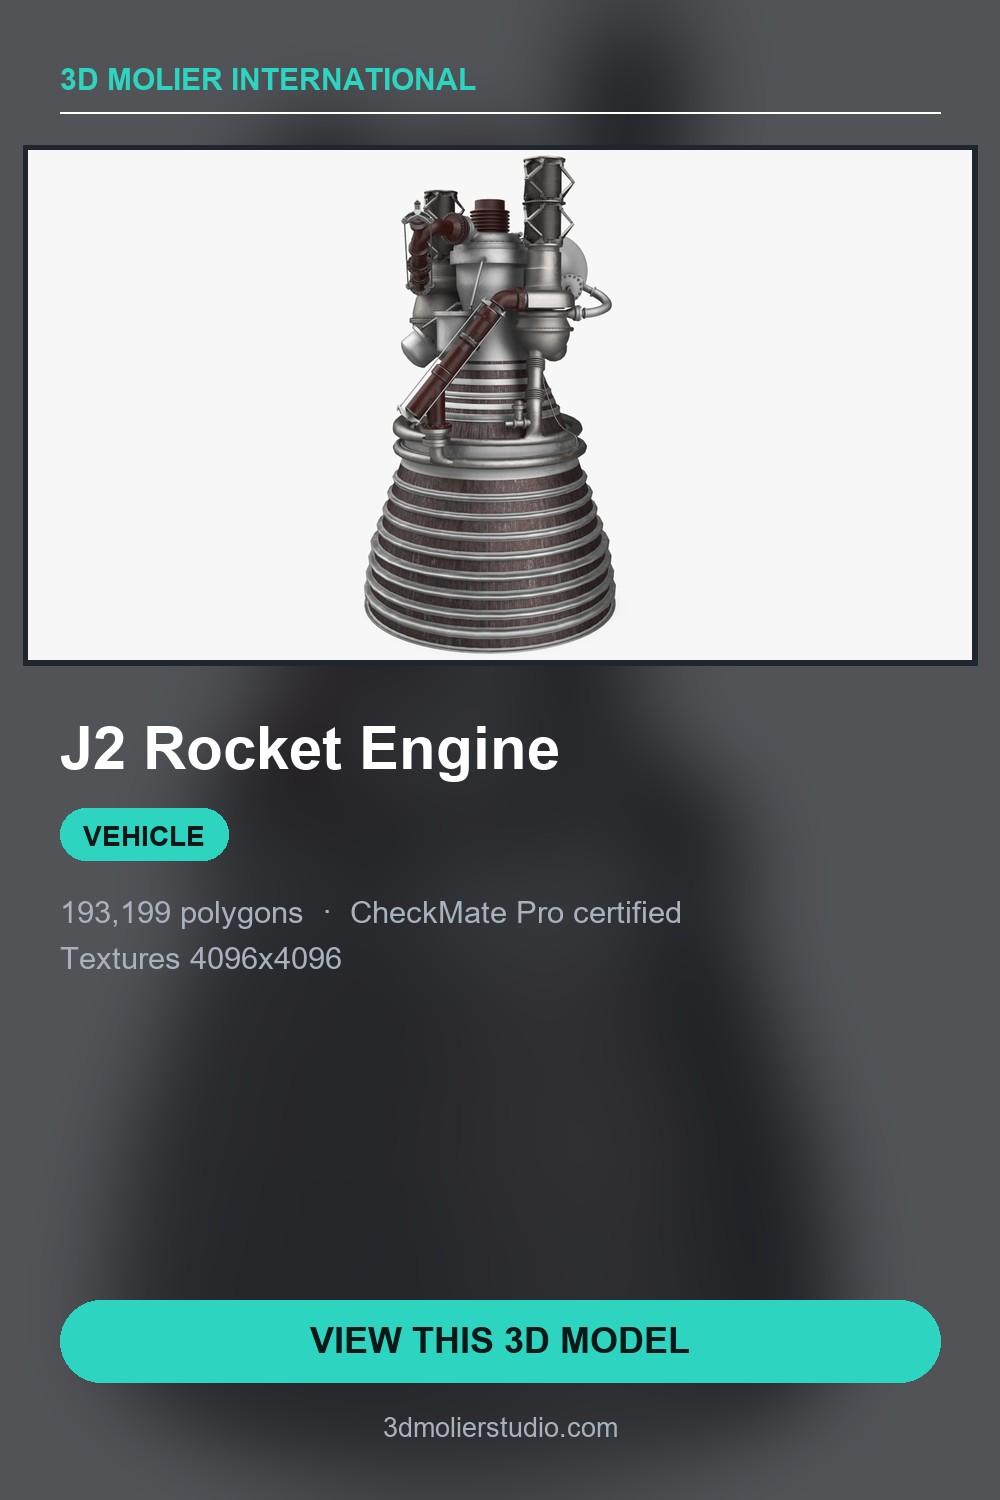 3D MOLIER INTERNATIONAL
J2 Rocket Engine
VEHICLE
193,199 polygons · CheckMate Pro certified
Textures 4096x4096
VIEW THIS 3D MODEL
3dmolierstudio.com